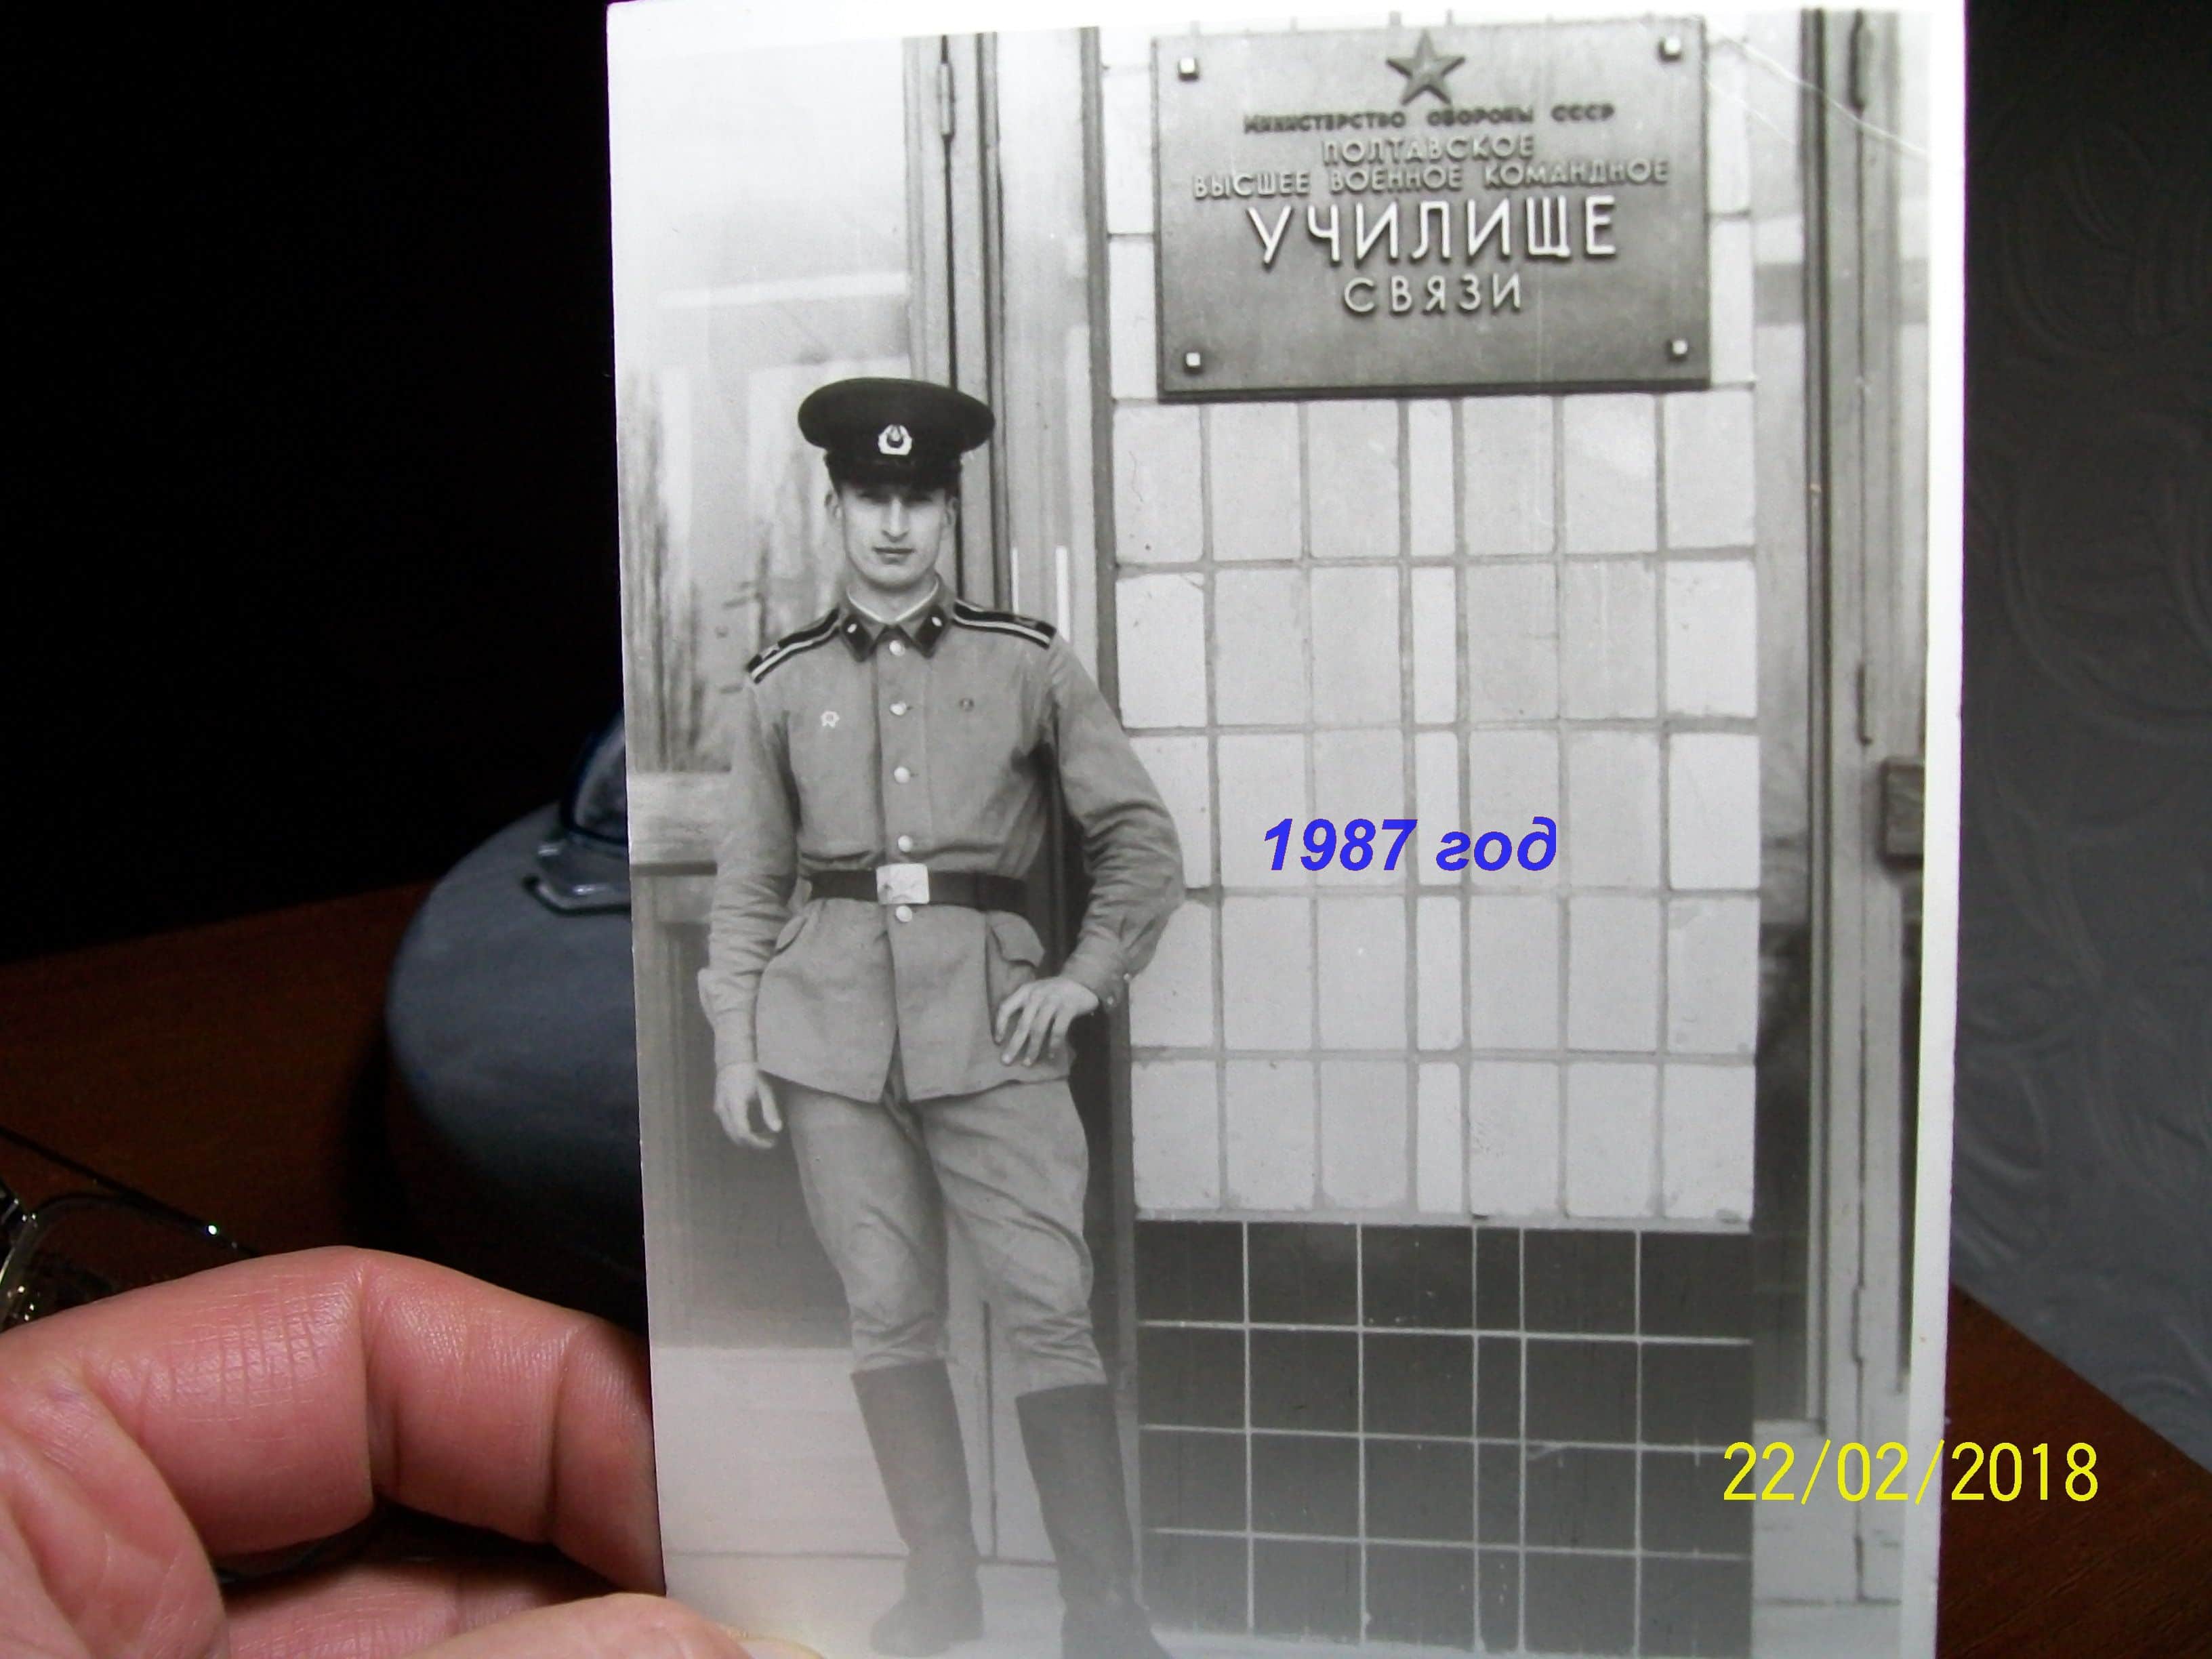 МИНИСТЕРСТВО ОБОРОНЫ СССР
ПОЛТАВСКОЕ
ВЫСШЕЕ ВОЕННОЕ КОМАНДНОЕ
УЧИЛИЩЕ
СВЯЗИ
1987 год
22/02/2018